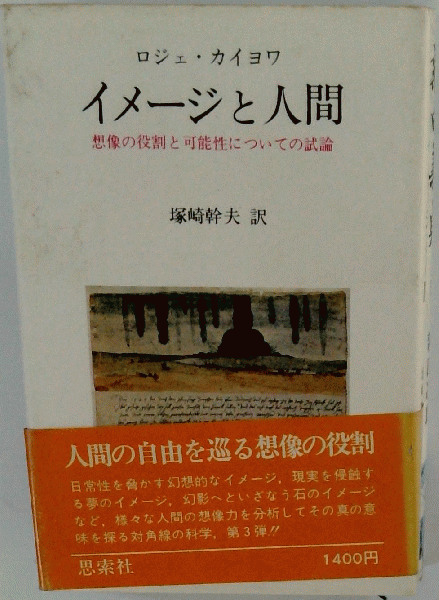 ロジェ・カイヨワ
イメージと人間
想像の役割と可能性についての試論
塚崎幹夫 訳
人間の自由を巡る想像の役割
日常性を脅かす幻想的なイメージ，現実を侵蝕す
る夢のイメージ，幻影へといざなう石のイメージ
など，様々な人間の想像力を分析してその真の意
味を探る対角線の科学，第3弾!!
思索社
1400円